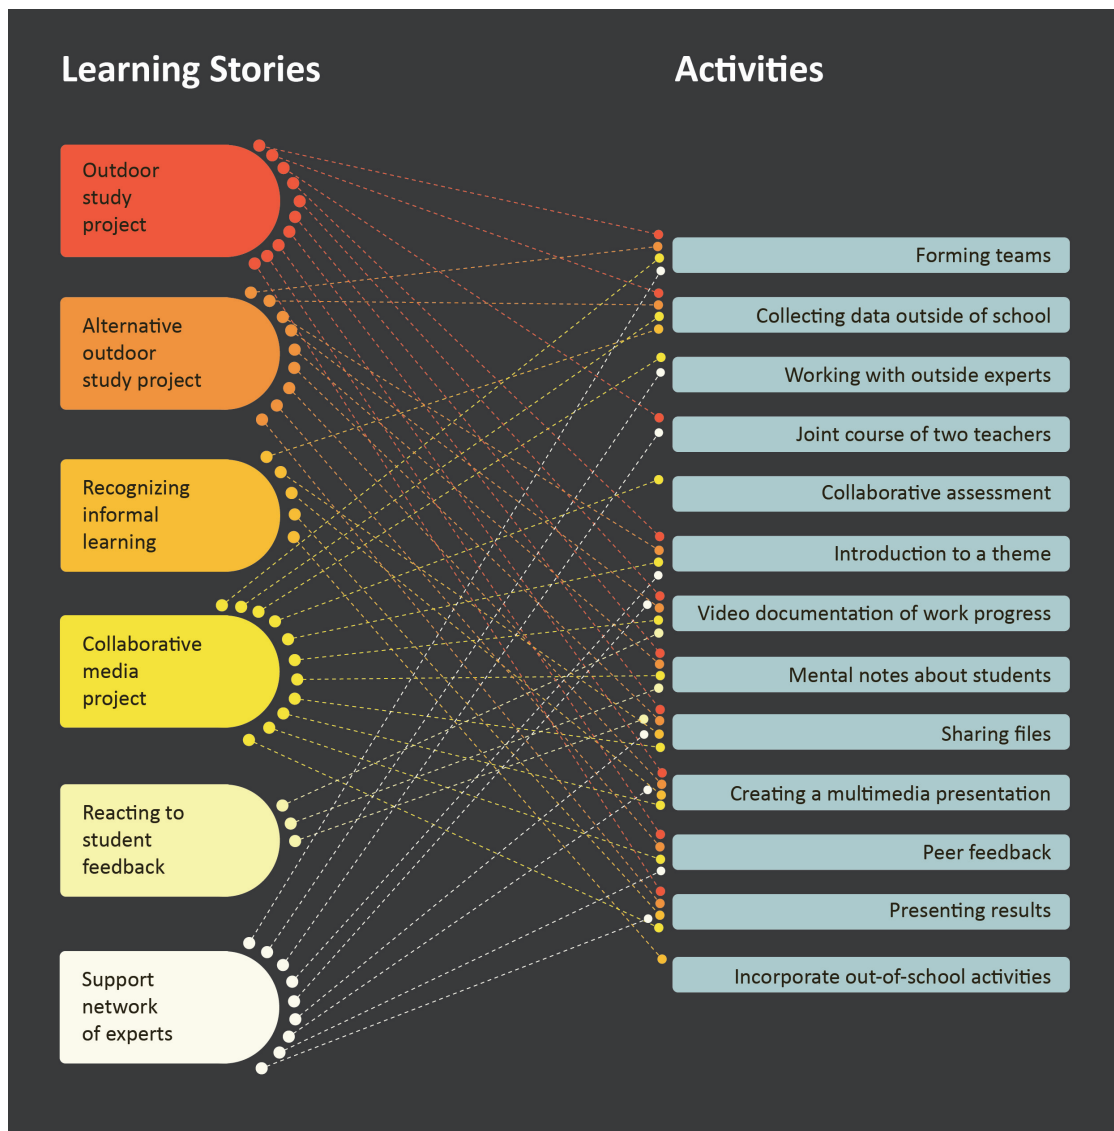 Learning Stories
Outdoor
study
project
Alternative
outdoor
study project
Recognizing
informal
learning
Collaborative
media
project
Reacting to
student
feedback
Support
network
of experts
Activities
Forming teams
Collecting data outside of school
Working with outside experts
Joint course of two teachers
Collaborative assessment
Introduction to a theme
Video documentation of work progress
Mental notes about students
Sharing files
Creating a multimedia presentation
Peer feedback
Presenting results
Incorporate out-of-school activities